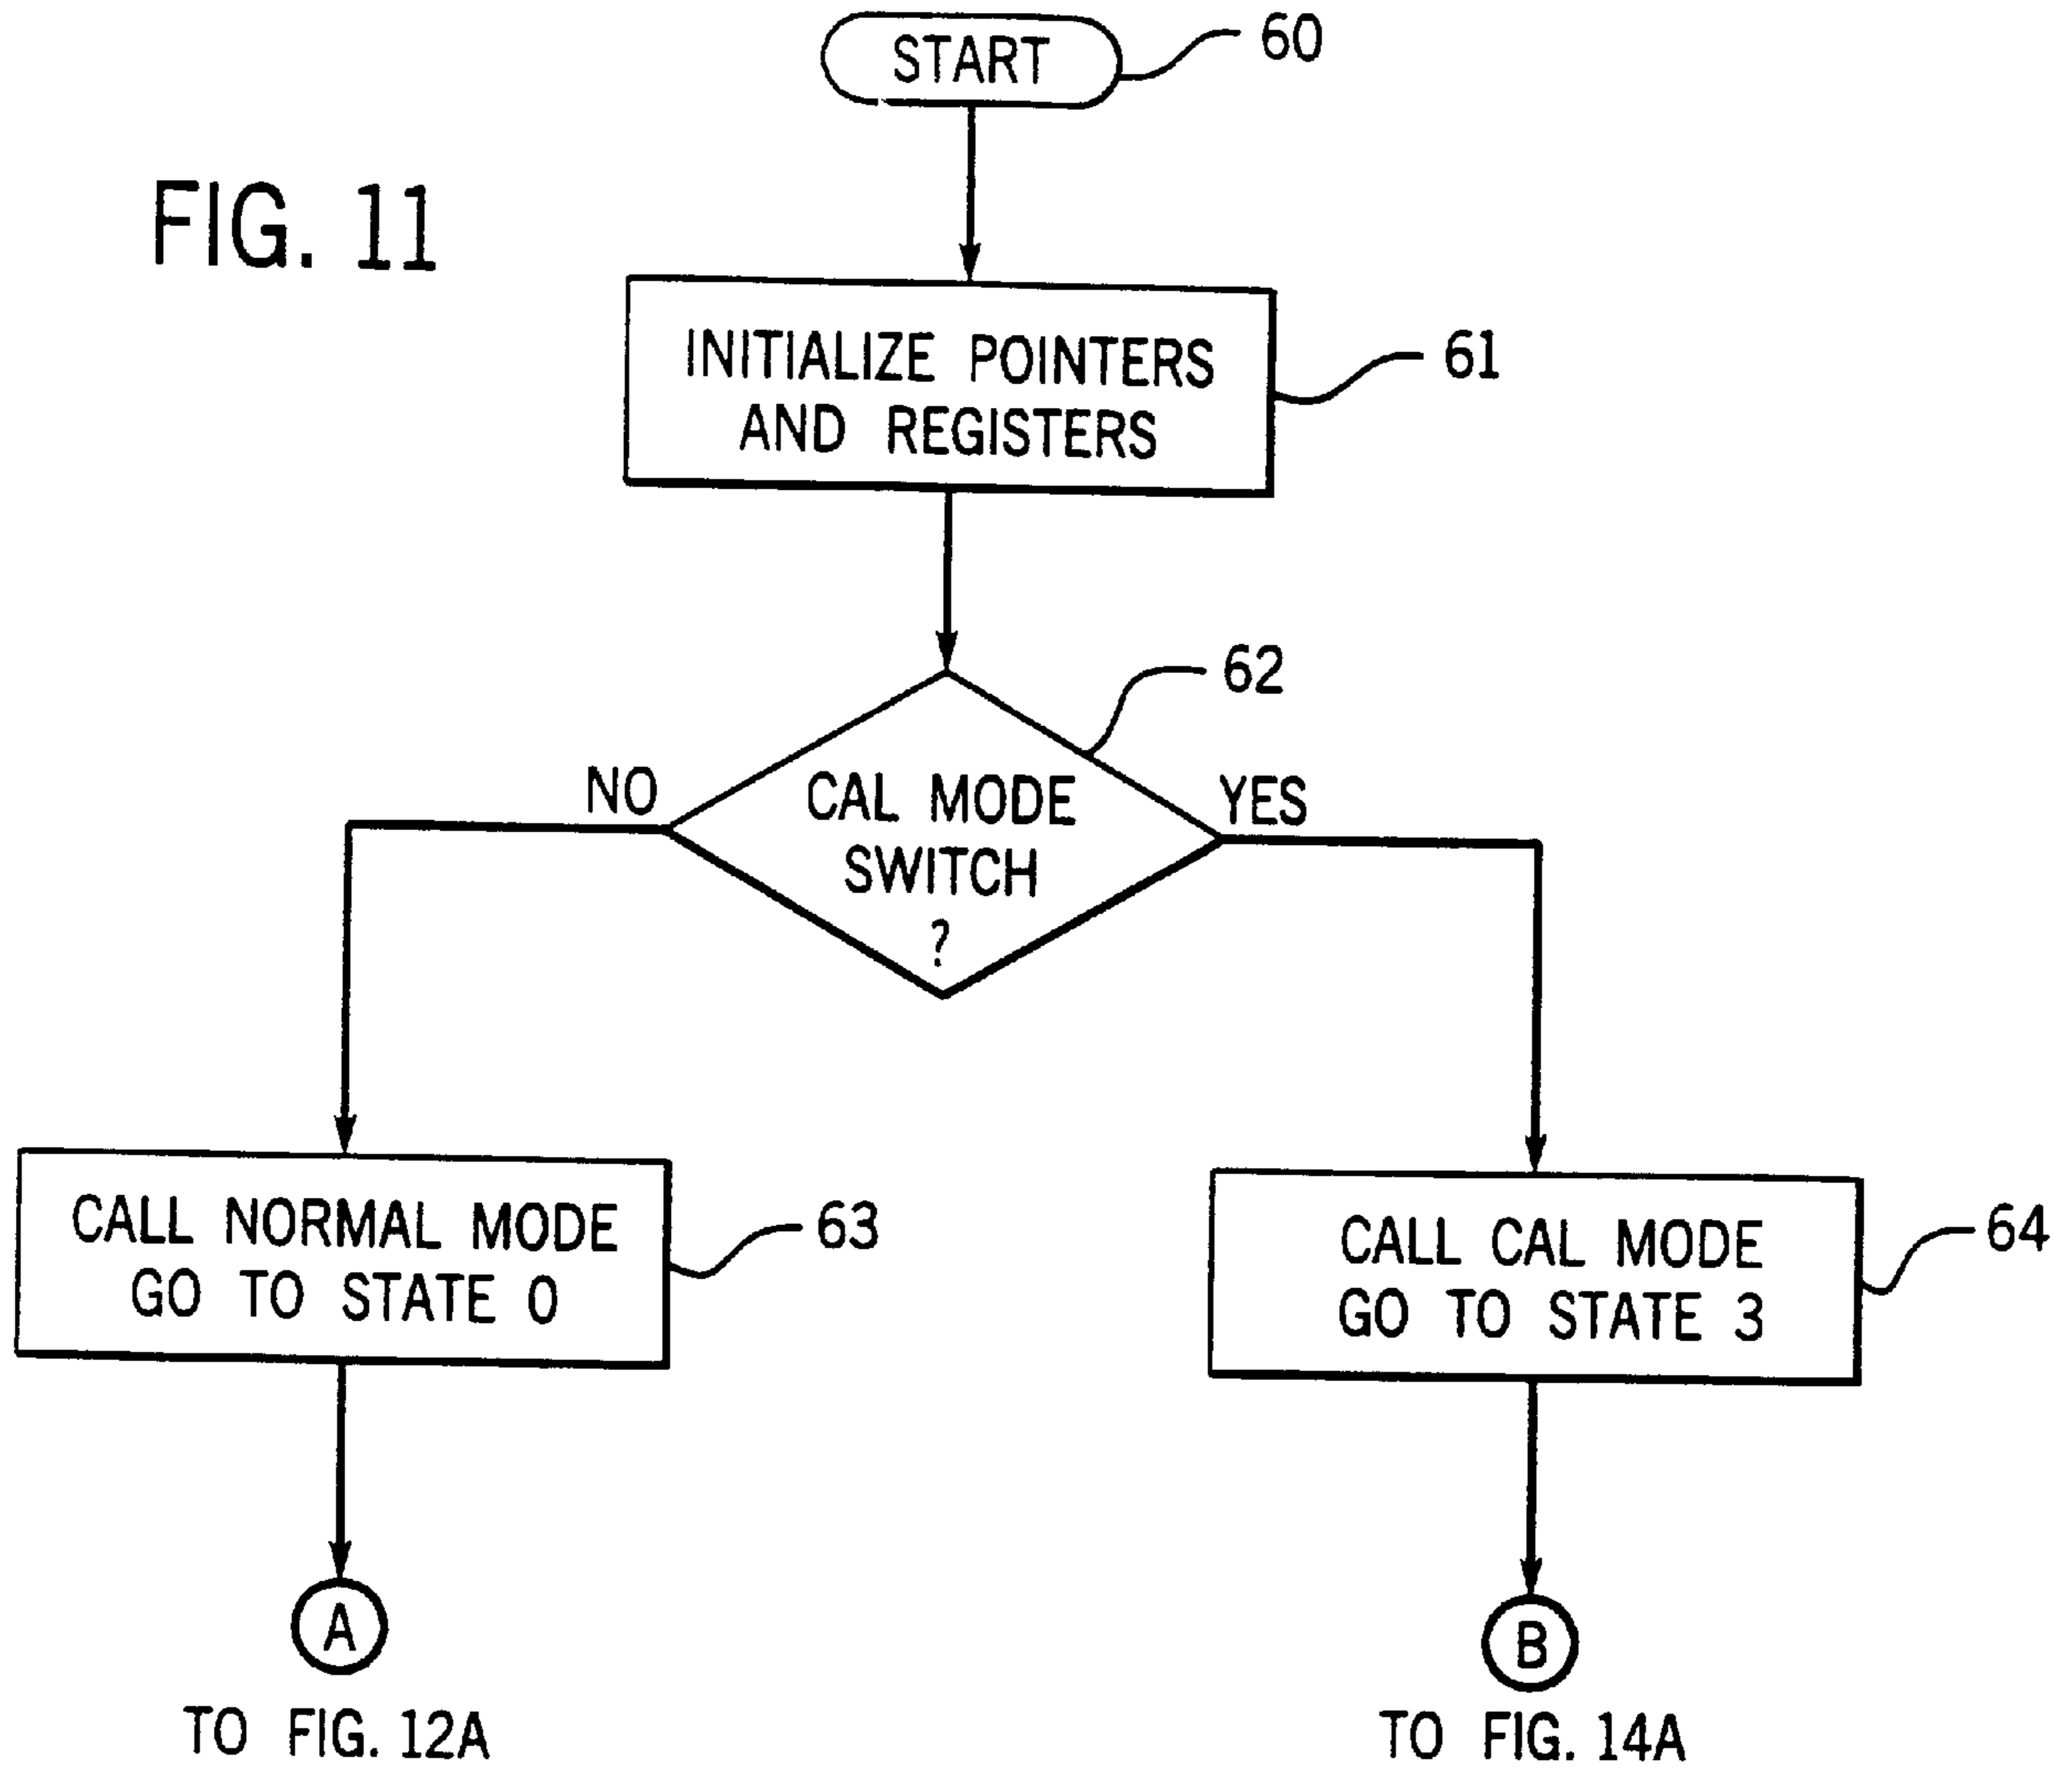 START
60
FIG. 11
INITIALIZE POINTERS
AND REGISTERS
61
62
NO
CAL MODE
SWITCH
?
YES
CALL NORMAL MODE
GO TO STATE 0
63
CALL CAL MODE
GO TO STATE 3
64
A
TO FIG. 12A
B
TO FIG. 14A